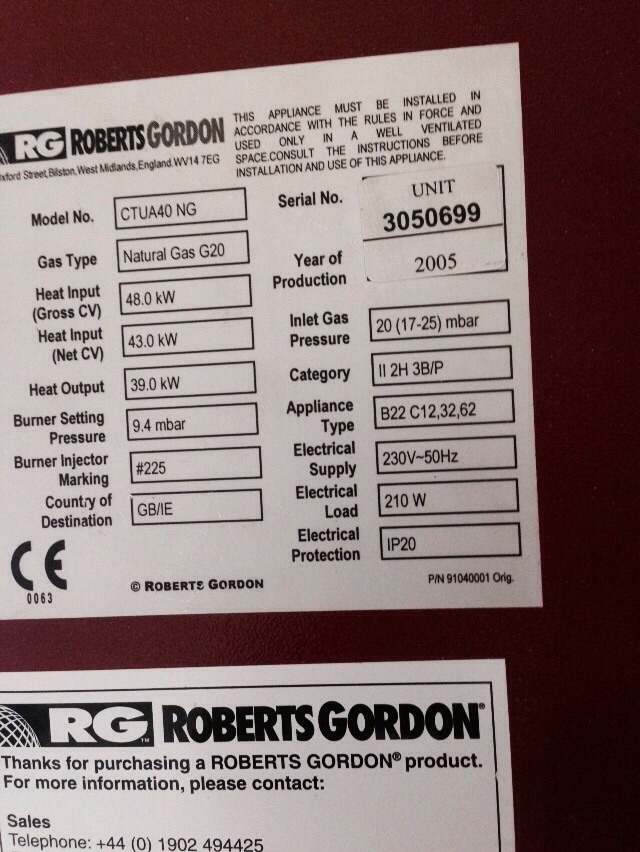 RG ROBERTS GORDON
Street, Bilston, West Midlands, England. WV14 7EG
THIS APPLIANCE MUST BE INSTALLED IN
ACCORDANCE WITH THE RULES IN FORCE AND
USED ONLY IN A WELL VENTILATED
SPACE.CONSULT THE INSTRUCTIONS BEFORE
INSTALLATION AND USE OF THIS APPLIANCE.
Model No. CTUA40 NG
Gas Type Natural Gas G20
Heat Input
(Gross CV) 48.0 kW
Heat Input
(Net CV) 43.0 kW
Heat Output 39.0 kW
Burner Setting
Pressure 9.4 mbar
Burner Injector
Marking #225
Country of
Destination GB/IE
Serial No. UNIT
3050699
Year of
Production 2005
Inlet Gas
Pressure 20 (17-25) mbar
Category II 2H 3B/P
Appliance
Type B22 C12,32,62
Electrical
Supply 230V~50Hz
Electrical
Load 210 W
Electrical
Protection IP20
CE
0063
© ROBERTS GORDON
P/N 91040001 Orig.
RG™ ROBERTS GORDON®
Thanks for purchasing a ROBERTS GORDON® product.
For more information, please contact:
Sales
Telephone: +44 (0) 1902 494425